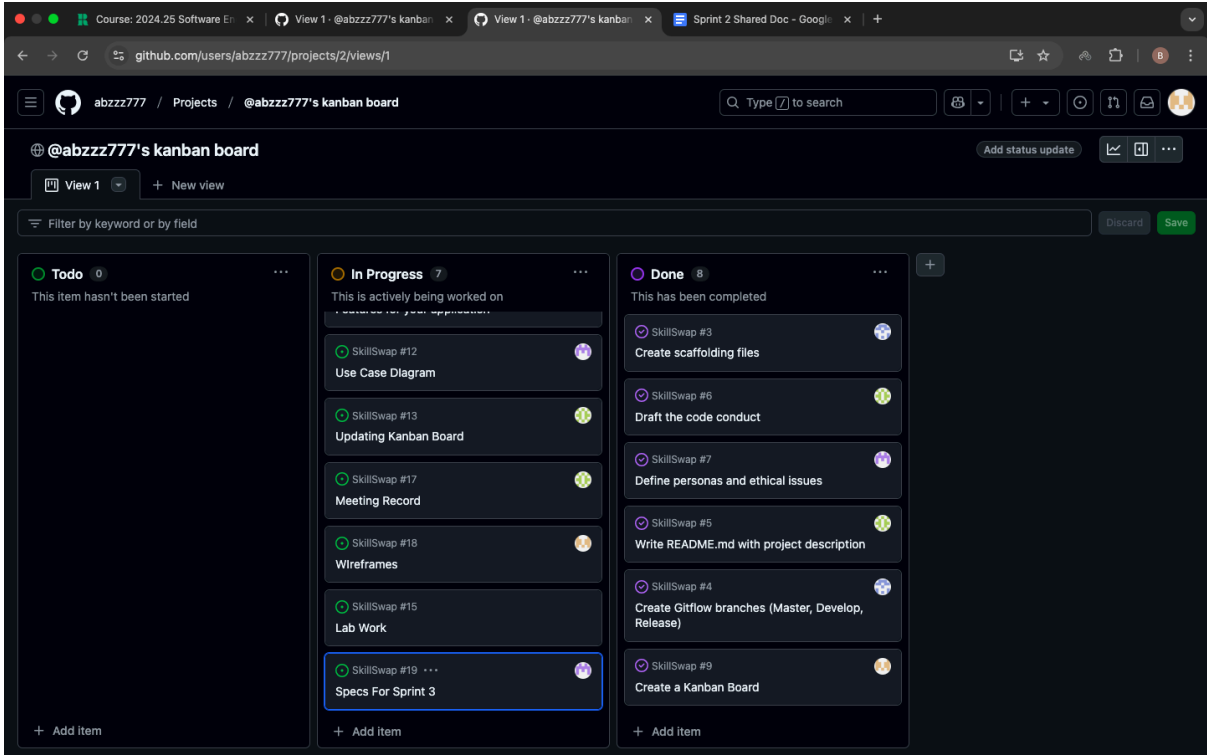 Course: 2024.25 Software En
View 1 · @abzzz777's kanban
View 1 · @abzzz777's kanban
Sprint 2 Shared Doc - Google
github.com/users/abzzz777/projects/2/views/1
B
abzzz777 / Projects / @abzzz777's kanban board
Type / to search
@abzzz777's kanban board
Add status update
View 1
+ New view
Filter by keyword or by field
Discard
Save
Todo 0
This item hasn't been started
+ Add item
In Progress 7
This is actively being worked on
Features for your application
SkillSwap #12
Use Case DIagram
SkillSwap #13
Updating Kanban Board
SkillSwap #17
Meeting Record
SkillSwap #18
WIreframes
SkillSwap #15
Lab Work
SkillSwap #19
Specs For Sprint 3
+ Add item
Done 8
This has been completed
SkillSwap #3
Create scaffolding files
SkillSwap #6
Draft the code conduct
SkillSwap #7
Define personas and ethical issues
SkillSwap #5
Write README.md with project description
SkillSwap #4
Create Gitflow branches (Master, Develop,
Release)
SkillSwap #9
Create a Kanban Board
+ Add item